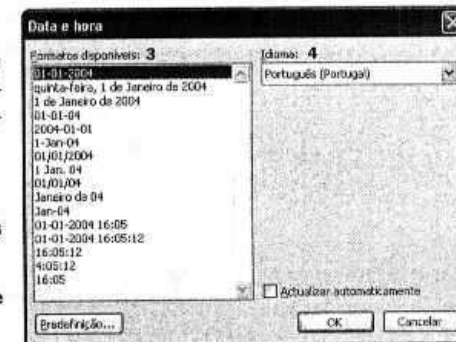 Data e hora
Formatos disponíveis: 3
Idioma: 4
01-01-2004
Português (Portugal)
quinta-feira, 1 de Janeiro de 2004
1 de Janeiro de 2004
01-01-04
2004-01-01
1-Jan-04
01/01/2004
1 Jan. 04
01/01/04
Janeiro de 04
Jan-04
01-01-2004 16:05
01-01-2004 16:05:12
16:05:12
4:05:12
16:05
Actualizar automaticamente
Predefinição...
OK
Cancelar